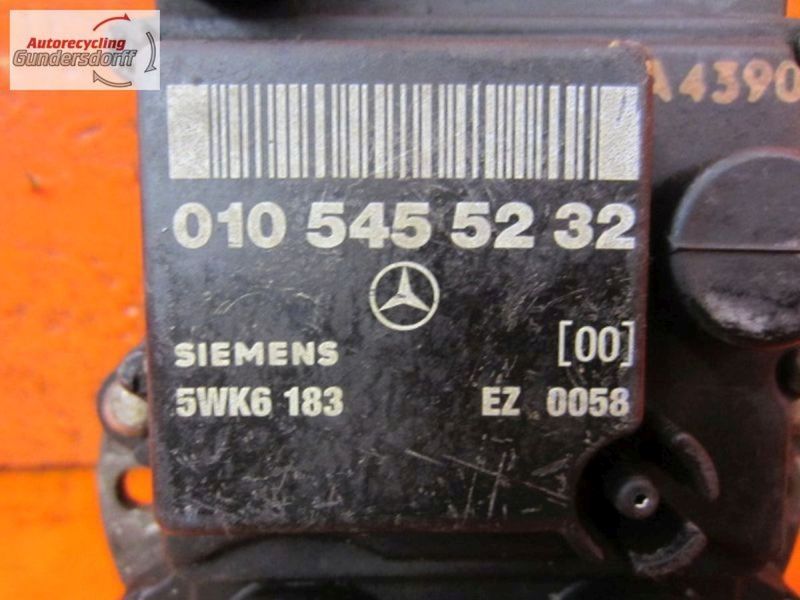 Autorecycling
Gundersdorff
A4390
010 545 52 32
SIEMENS
[00]
5WK6 183
EZ 0058